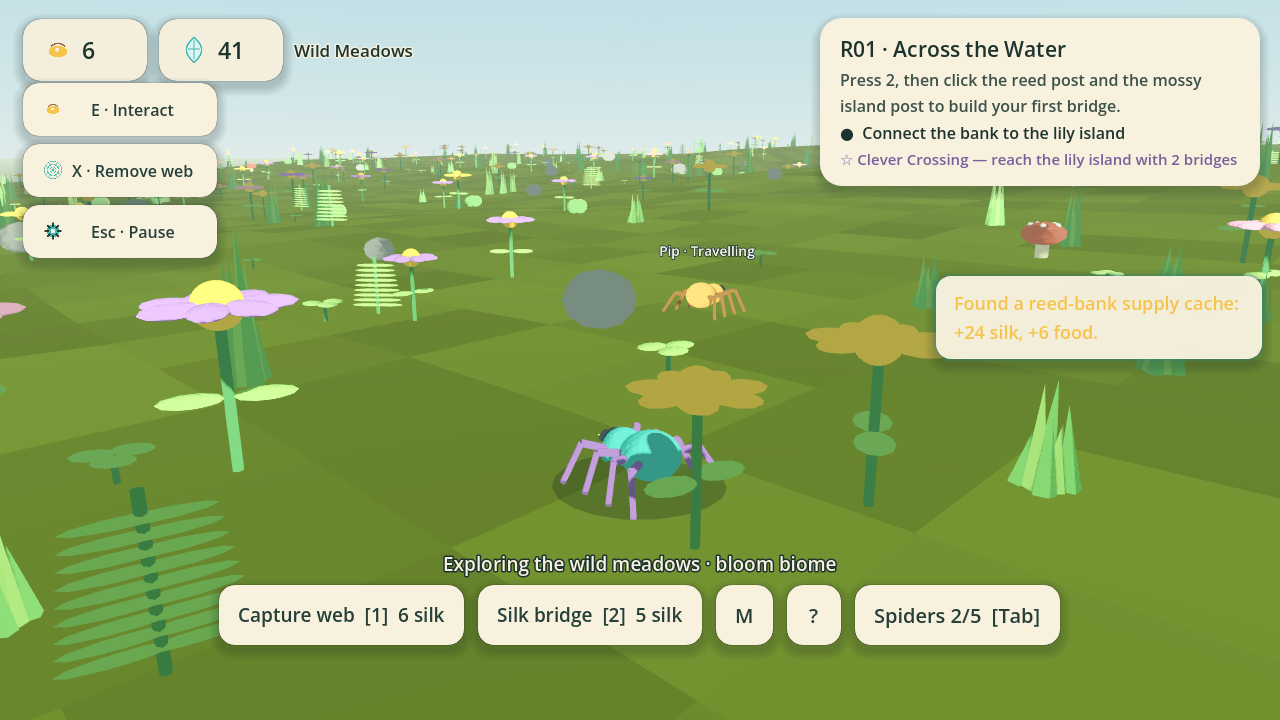 6
41
Wild Meadows
E · Interact
X · Remove web
Esc · Pause
R01 · Across the Water
Press 2, then click the reed post and the mossy
island post to build your first bridge.
● Connect the bank to the lily island
☆ Clever Crossing — reach the lily island with 2 bridges
Pip · Travelling
Found a reed-bank supply cache:
+24 silk, +6 food.
Exploring the wild meadows · bloom biome
Capture web [1] 6 silk
Silk bridge [2] 5 silk
M
?
Spiders 2/5 [Tab]